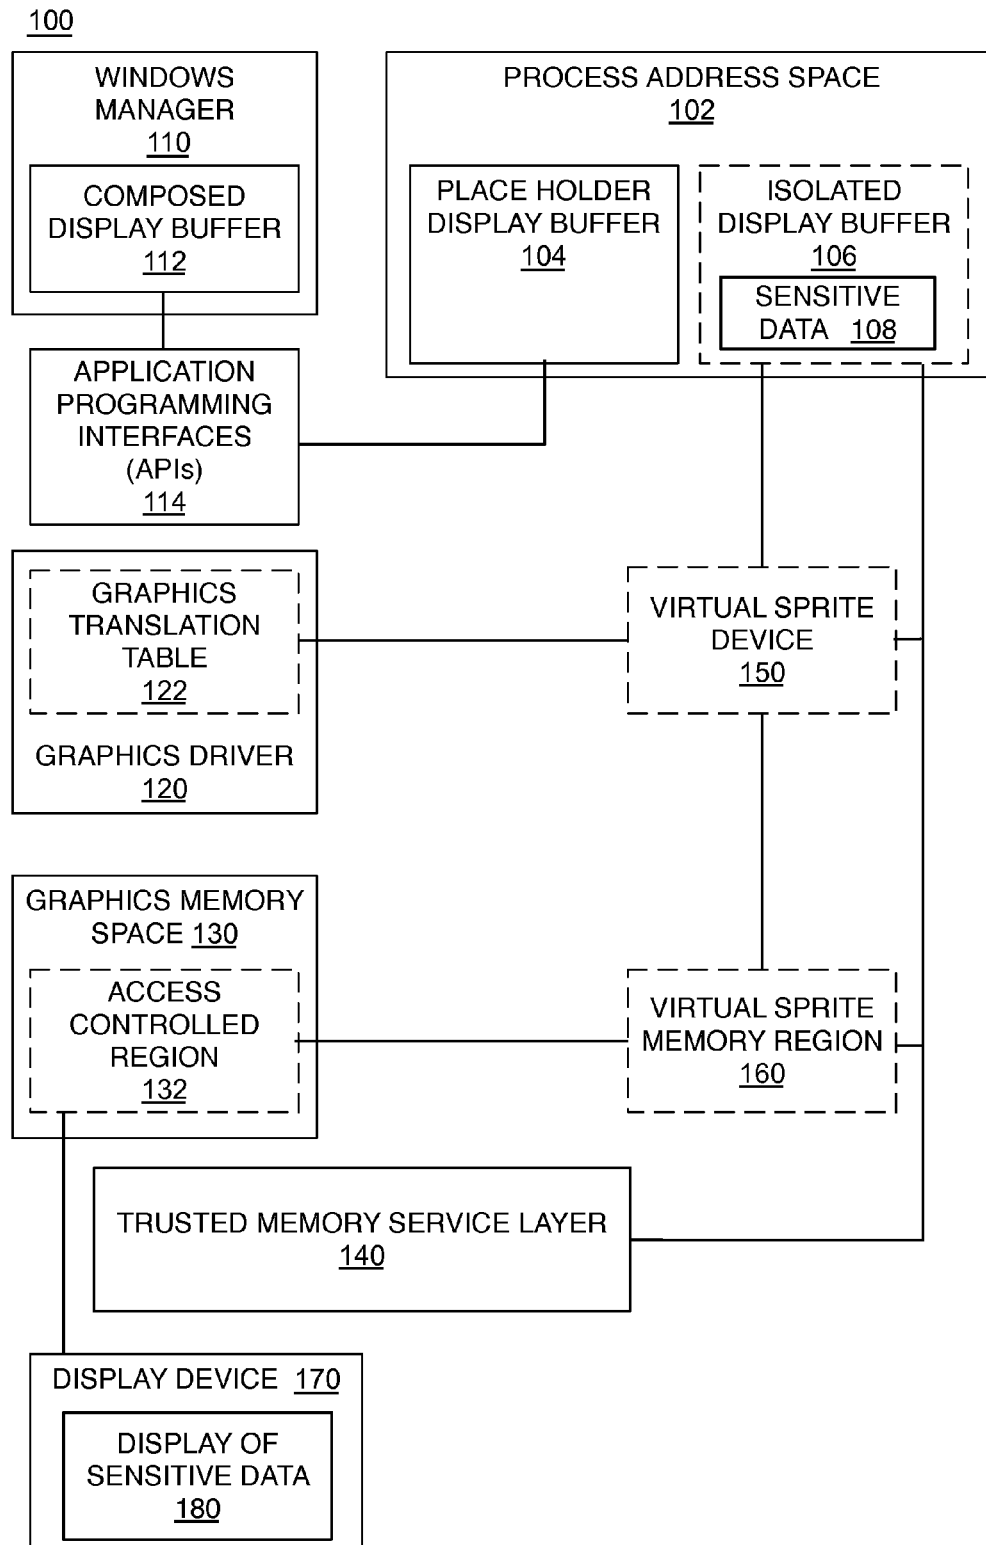 100
WINDOWS
MANAGER
110
COMPOSED
DISPLAY BUFFER
112
PROCESS ADDRESS SPACE
102
PLACE HOLDER
DISPLAY BUFFER
104
ISOLATED
DISPLAY BUFFER
106
SENSITIVE
DATA 108
APPLICATION
PROGRAMMING
INTERFACES
(APIs)
114
GRAPHICS
TRANSLATION
TABLE
122
GRAPHICS DRIVER
120
VIRTUAL SPRITE
DEVICE
150
GRAPHICS MEMORY
SPACE 130
ACCESS
CONTROLLED
REGION
132
VIRTUAL SPRITE
MEMORY REGION
160
TRUSTED MEMORY SERVICE LAYER
140
DISPLAY DEVICE 170
DISPLAY OF
SENSITIVE DATA
180